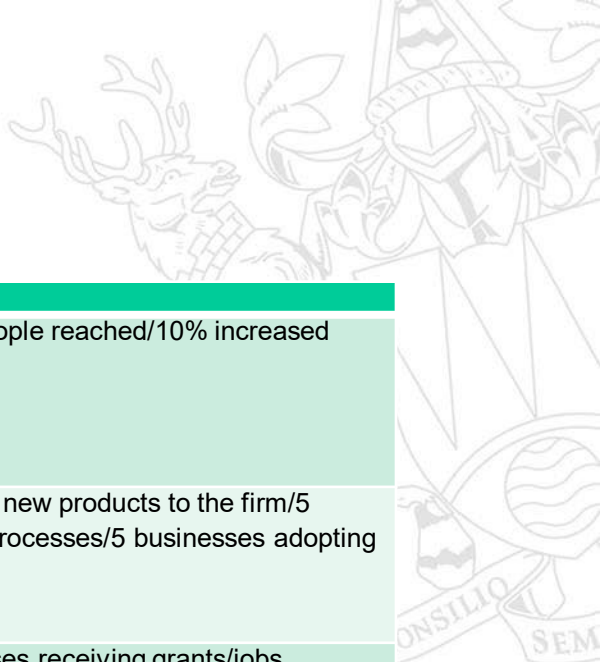 ople reached/10% increased
new products to the firm/5
rocesses/5 businesses adopting
ses receiving grants/jobs
ONSILIO
SEM